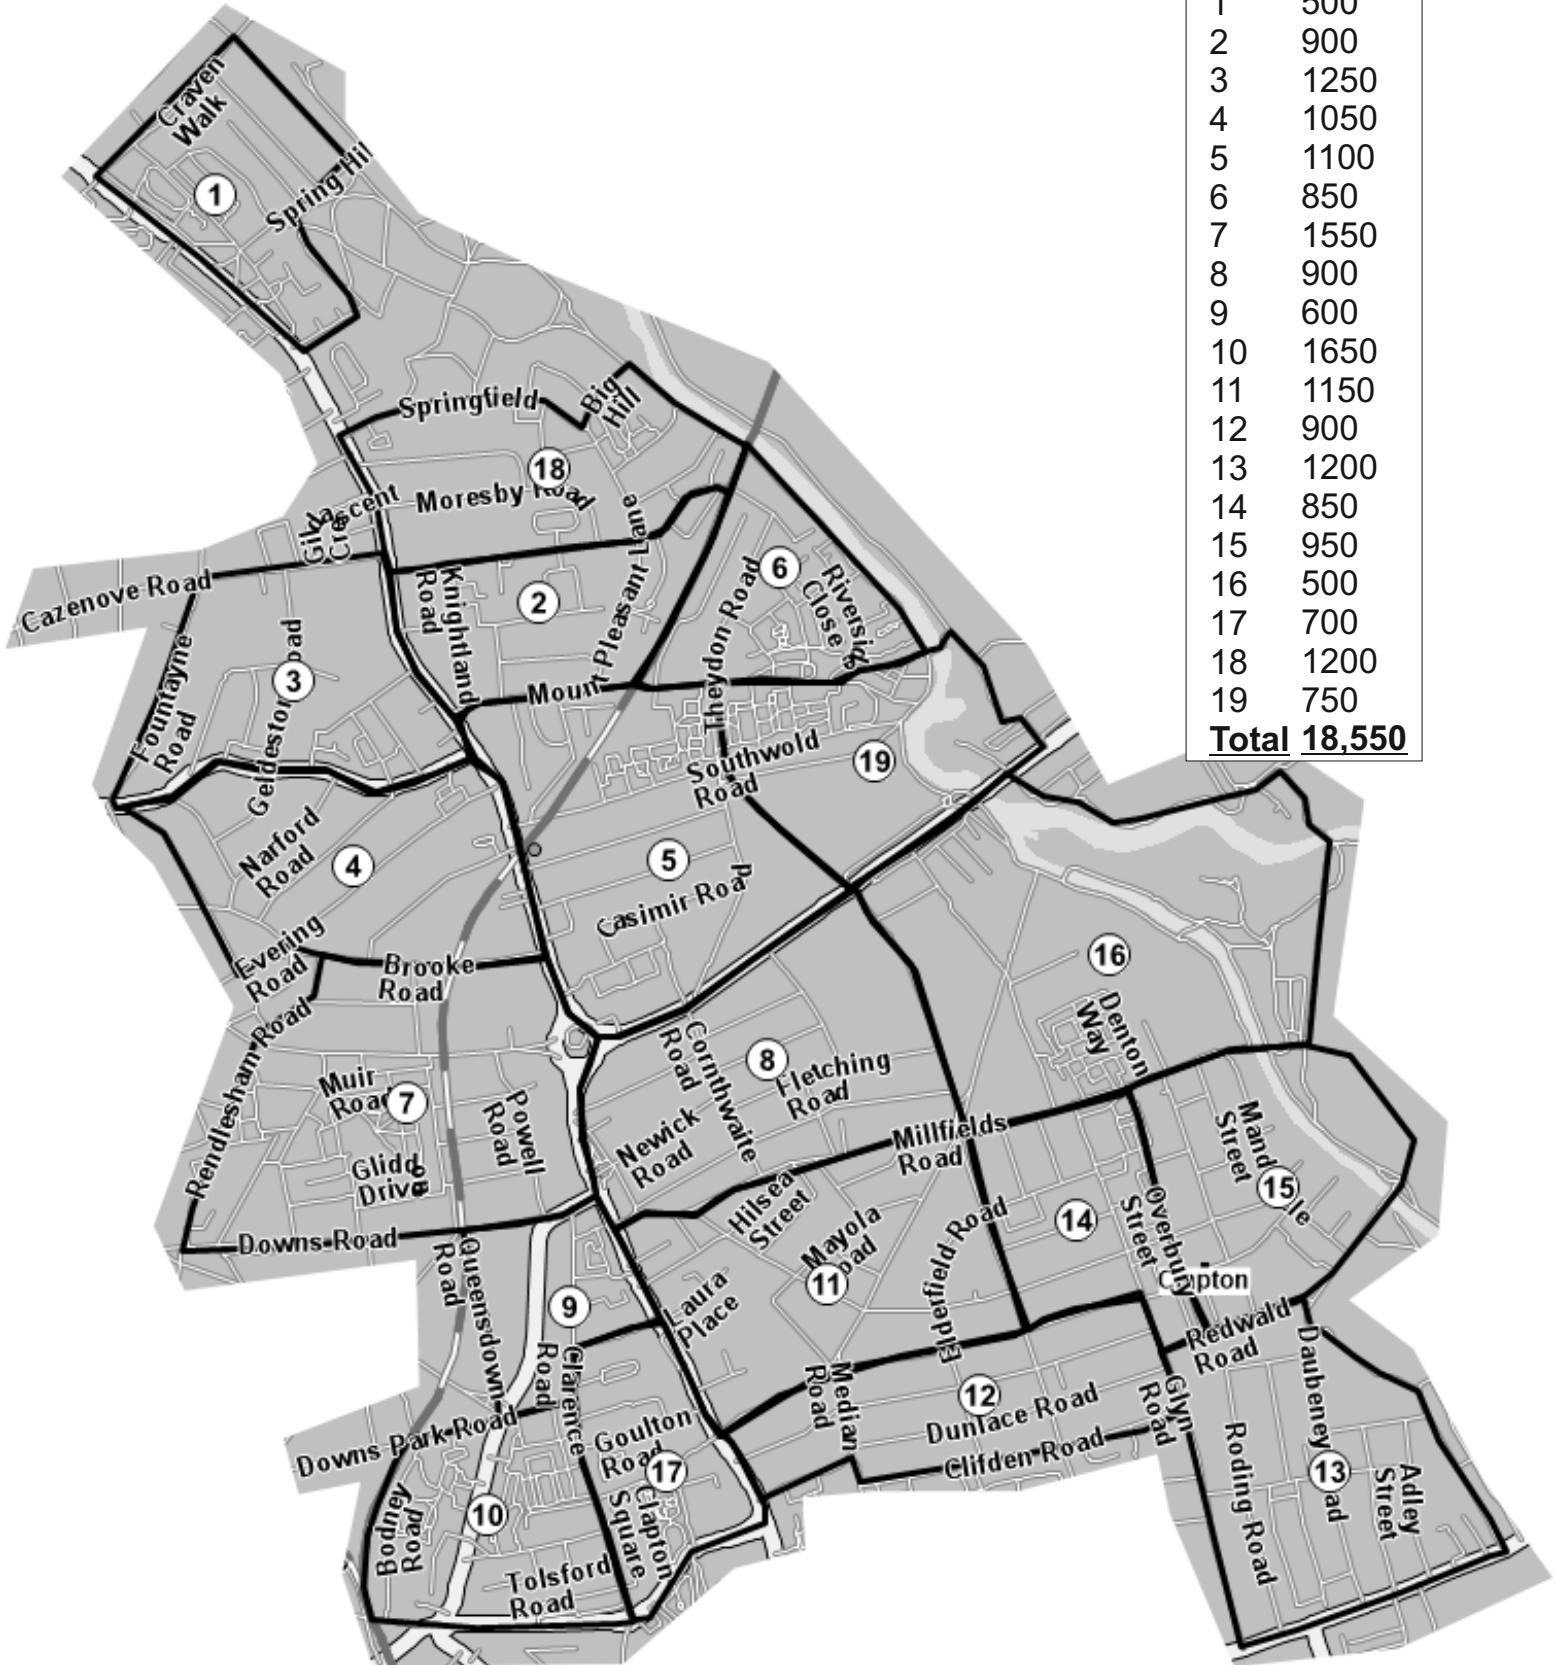 1 500
2 900
3 1250
4 1050
5 1100
6 850
7 1550
8 900
9 600
10 1650
11 1150
12 900
13 1200
14 850
15 950
16 500
17 700
18 1200
19 750
Total 18,550
Craven
Walk
1
Spring Hil
Springfield
Big
Hill
18
Moresby Road
Gilda
Crescent
Cazenove Road
Knightland
Road
2
Mount Pleasant Lane
6
Theydon Road
Riverside
Close
Fountayne
Road
3
Geldeston Road
Southwold
Road
19
Narford
Road
4
5
Casimir Road
Evering
Road
Brooke
Road
16
Denton
Way
Rendlesham Road
Muir
Road
7
Powell
Road
Cornthwaite
Road
8
Fletching
Road
Newick
Road
Millfields
Road
Glidd on
Drive
Downs Road
Hilsea
Street
Mayola
Road
11
Elderfield Road
14
Overbury
Street
Mandeville
Street
15
Clapton
Redwald
Road
Queensdown
Road
9
Laura
Place
Clarence
Road
Median
Road
12
Dunlace Road
Clifden Road
Glyn
Road
Daubeney
Road
13
Roding Road
Adley
Street
Downs Park Road
Goulton
Road
17
Clapton
Square
Bodney
Road
10
Tolsford
Road